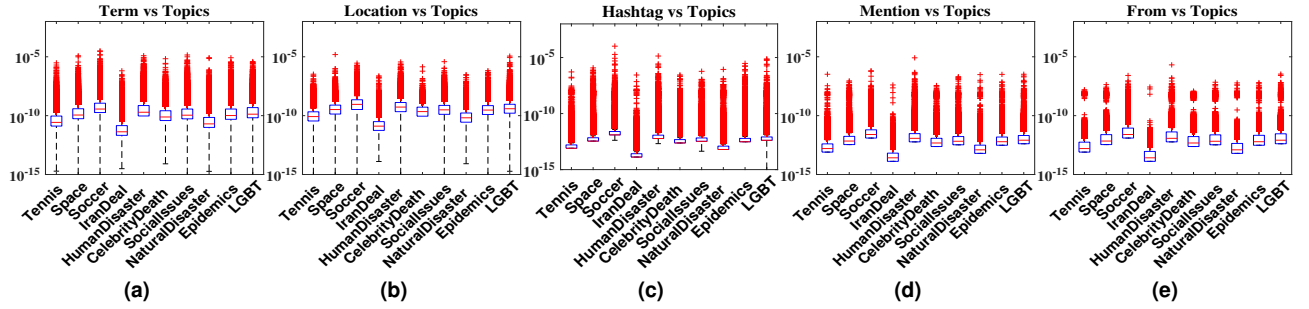 Term vs Topics
10^-5
10^-10
10^-15
Tennis
Space
Soccer
IranDeal
HumanDisaster
CelebrityDeath
SocialIssues
NaturalDisaster
Epidemics
LGBT
(a)
Location vs Topics
10^-5
10^-10
10^-15
Tennis
Space
Soccer
IranDeal
HumanDisaster
CelebrityDeath
SocialIssues
NaturalDisaster
Epidemics
LGBT
(b)
Hashtag vs Topics
10^-5
10^-10
10^-15
Tennis
Space
Soccer
IranDeal
HumanDisaster
CelebrityDeath
SocialIssues
NaturalDisaster
Epidemics
LGBT
(c)
Mention vs Topics
10^-5
10^-10
10^-15
Tennis
Space
Soccer
IranDeal
HumanDisaster
CelebrityDeath
SocialIssues
NaturalDisaster
Epidemics
LGBT
(d)
From vs Topics
10^-5
10^-10
10^-15
Tennis
Space
Soccer
IranDeal
HumanDisaster
CelebrityDeath
SocialIssues
NaturalDisaster
Epidemics
LGBT
(e)